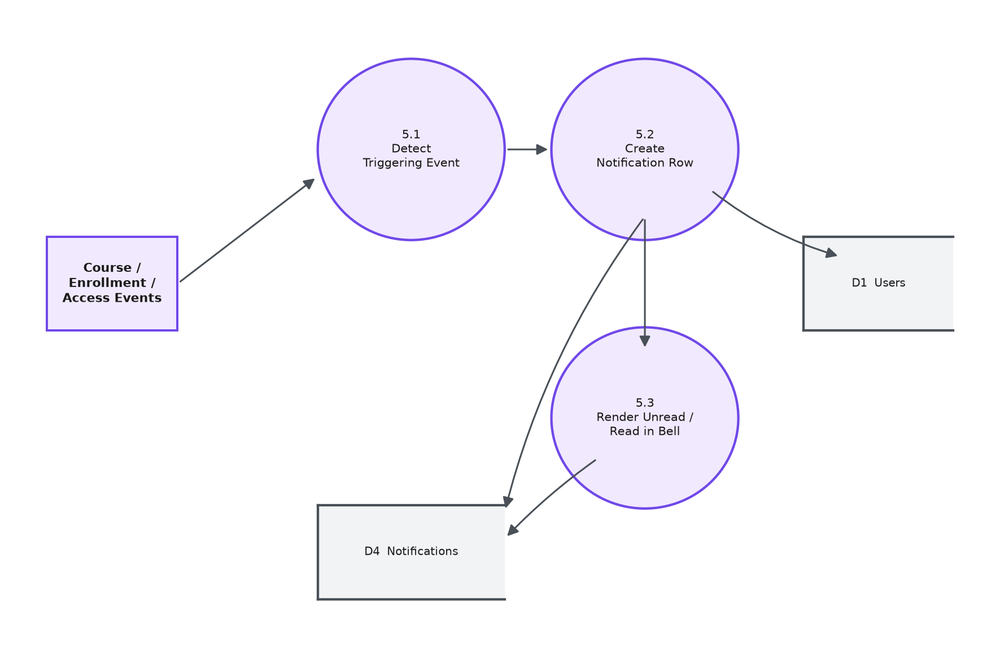 5.1
Detect
Triggering Event
5.2
Create
Notification Row
Course /
Enrollment /
Access Events
D1  Users
5.3
Render Unread /
Read in Bell
D4  Notifications